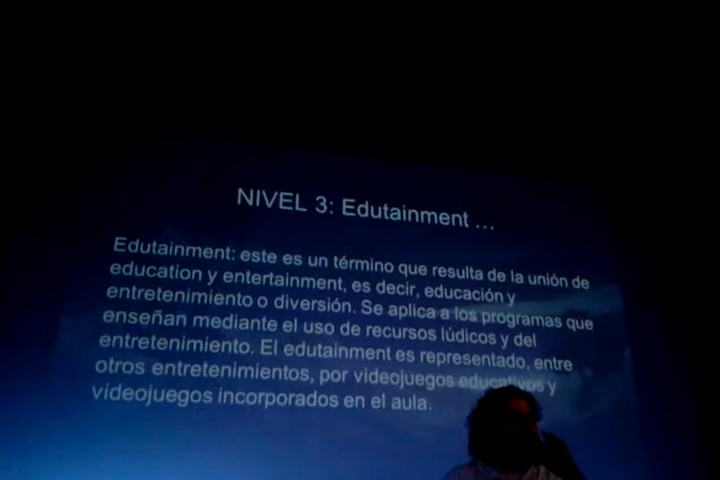 NIVEL 3: Edutainment ...
Edutainment: este es un término que resulta de la unión de
education y entertainment, es decir, educación y
entretenimiento o diversión. Se aplica a los programas que
enseñan mediante el uso de recursos lúdicos y del
entretenimiento. El edutainment es representado, entre
otros entretenimientos, por videojuegos educativos y
videojuegos incorporados en el aula.